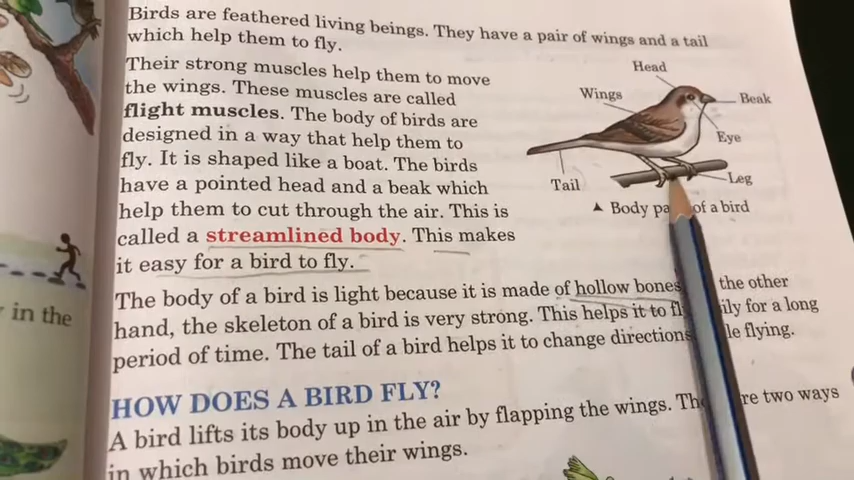 Birds are feathered living beings. They have a pair of wings and a tail
which help them to fly.
Their strong muscles help them to move
the wings. These muscles are called
flight muscles. The body of birds are
designed in a way that help them to
fly. It is shaped like a boat. The birds
have a pointed head and a beak which
help them to cut through the air. This is
called a streamlined body. This makes
it easy for a bird to fly.
Head
Wings
Beak
Eye
Tail
Leg
▲ Body of a bird
The body of a bird is light because it is made of hollow bones the other
hand, the skeleton of a bird is very strong. This helps it to for a long
period of time. The tail of a bird helps it to change directions flying.
HOW DOES A BIRD FLY?
A bird lifts its body up in the air by flapping the wings. two ways
in which birds move their wings.
in the